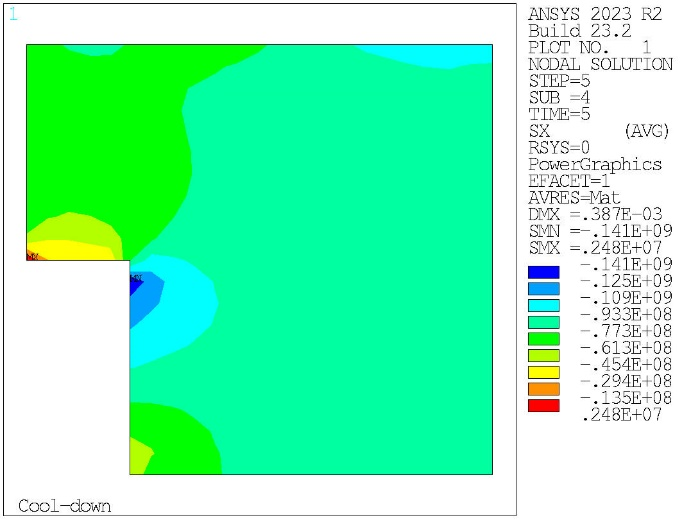 1
ANSYS 2023 R2
Build 23.2
PLOT NO. 1
NODAL SOLUTION
STEP=5
SUB =4
TIME=5
SX (AVG)
RSYS=0
PowerGraphics
EFACET=1
AVRES=Mat
DMX =.387E-03
SMN =-.141E+09
SMX =.248E+07
-.141E+09
-.125E+09
-.109E+09
-.933E+08
-.773E+08
-.613E+08
-.454E+08
-.294E+08
-.135E+08
.248E+07
MX
MN
Cool-down